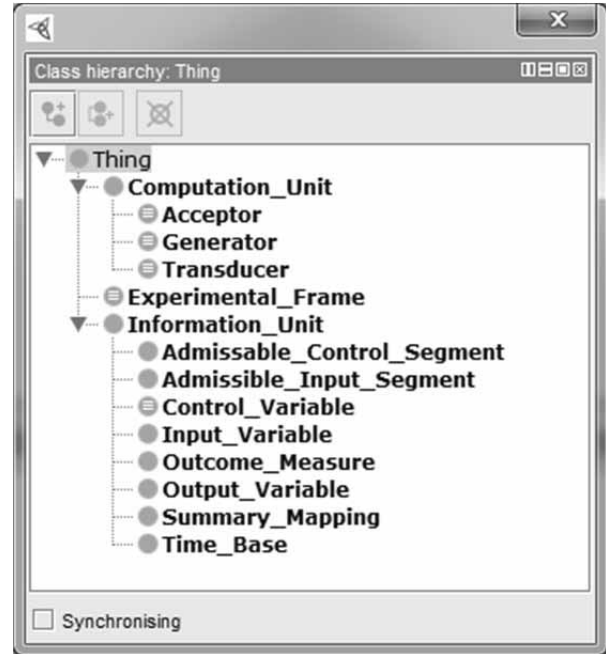 Class hierarchy: Thing
Thing
Computation_Unit
Acceptor
Generator
Transducer
Experimental_Frame
Information_Unit
Admissable_Control_Segment
Admissible_Input_Segment
Control_Variable
Input_Variable
Outcome_Measure
Output_Variable
Summary_Mapping
Time_Base
Synchronising